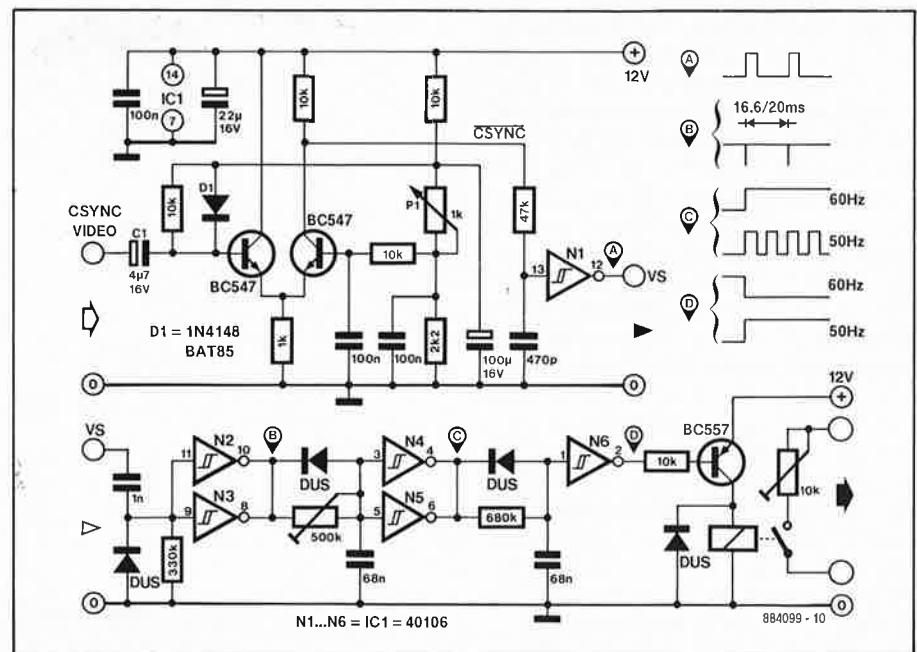 14
IC1
7
100n
22µ
16V
10k
10k
+
12V
CSYNC
A
16.6/20ms
B
C
60Hz
50Hz
D
60Hz
50Hz
10k
D1
CSYNC
VIDEO
C1
4µ7
16V
BC547
BC547
P1
1k
10k
47k
N1
13
12
A
VS
D1 = 1N4148
BAT85
1k
100n
100n
2k2
100µ
16V
470p
0
0
VS
1n
N2
11
10
B
N3
9
8
DUS
500k
N4
3
4
C
N5
5
6
DUS
680k
N6
1
2
D
10k
BC557
12V
+
10k
DUS
330k
68n
68n
DUS
0
0
N1...N6 = IC1 = 40106
884099 - 10